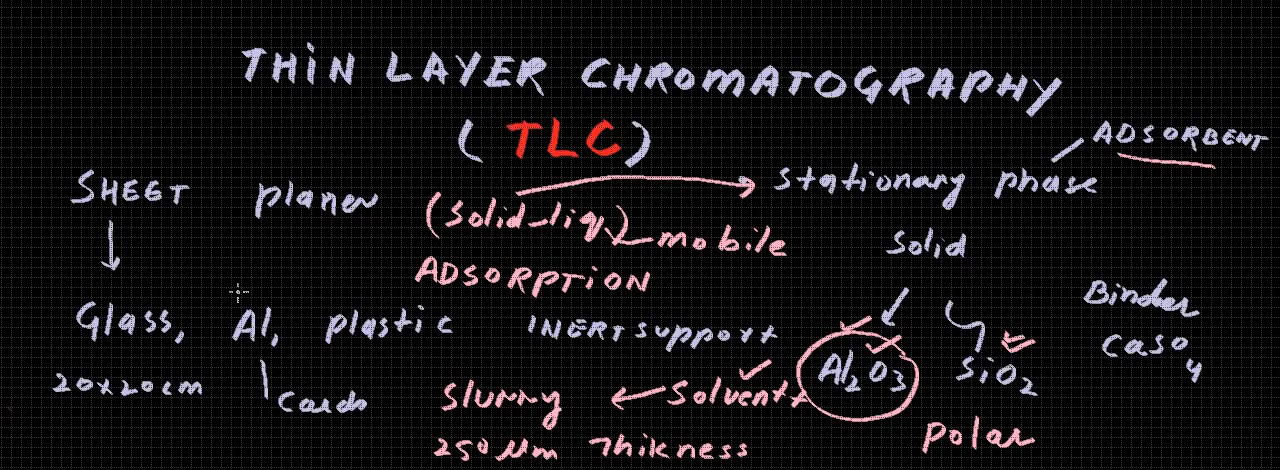 THIN LAYER CHROMATOGRAPHY
(TLC)
ADSORBENT
SHEET planer
(solid-liq) mobile
stationary phase
ADSORPTION
solid
Glass, Al, plastic
INERT support
Binder
CaSO4
20x20cm
cards
Slurry ← Solvent + Al2O3
SiO2
250 µm Thikness
polar